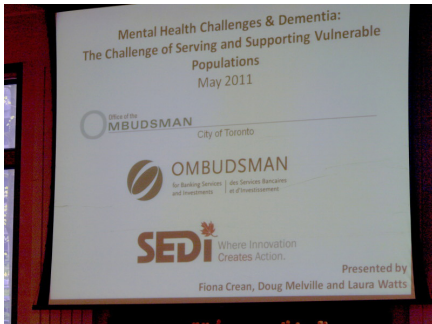 Mental Health Challenges & Dementia:
The Challenge of Serving and Supporting Vulnerable
Populations
May 2011
Office of the
OMBUDSMAN
City of Toronto
OMBUDSMAN
for Banking Services
and Investments
des Services Bancaires
et d'Investissement
SEDI
Where Innovation
Creates Action.
Presented by
Fiona Crean, Doug Melville and Laura Watts